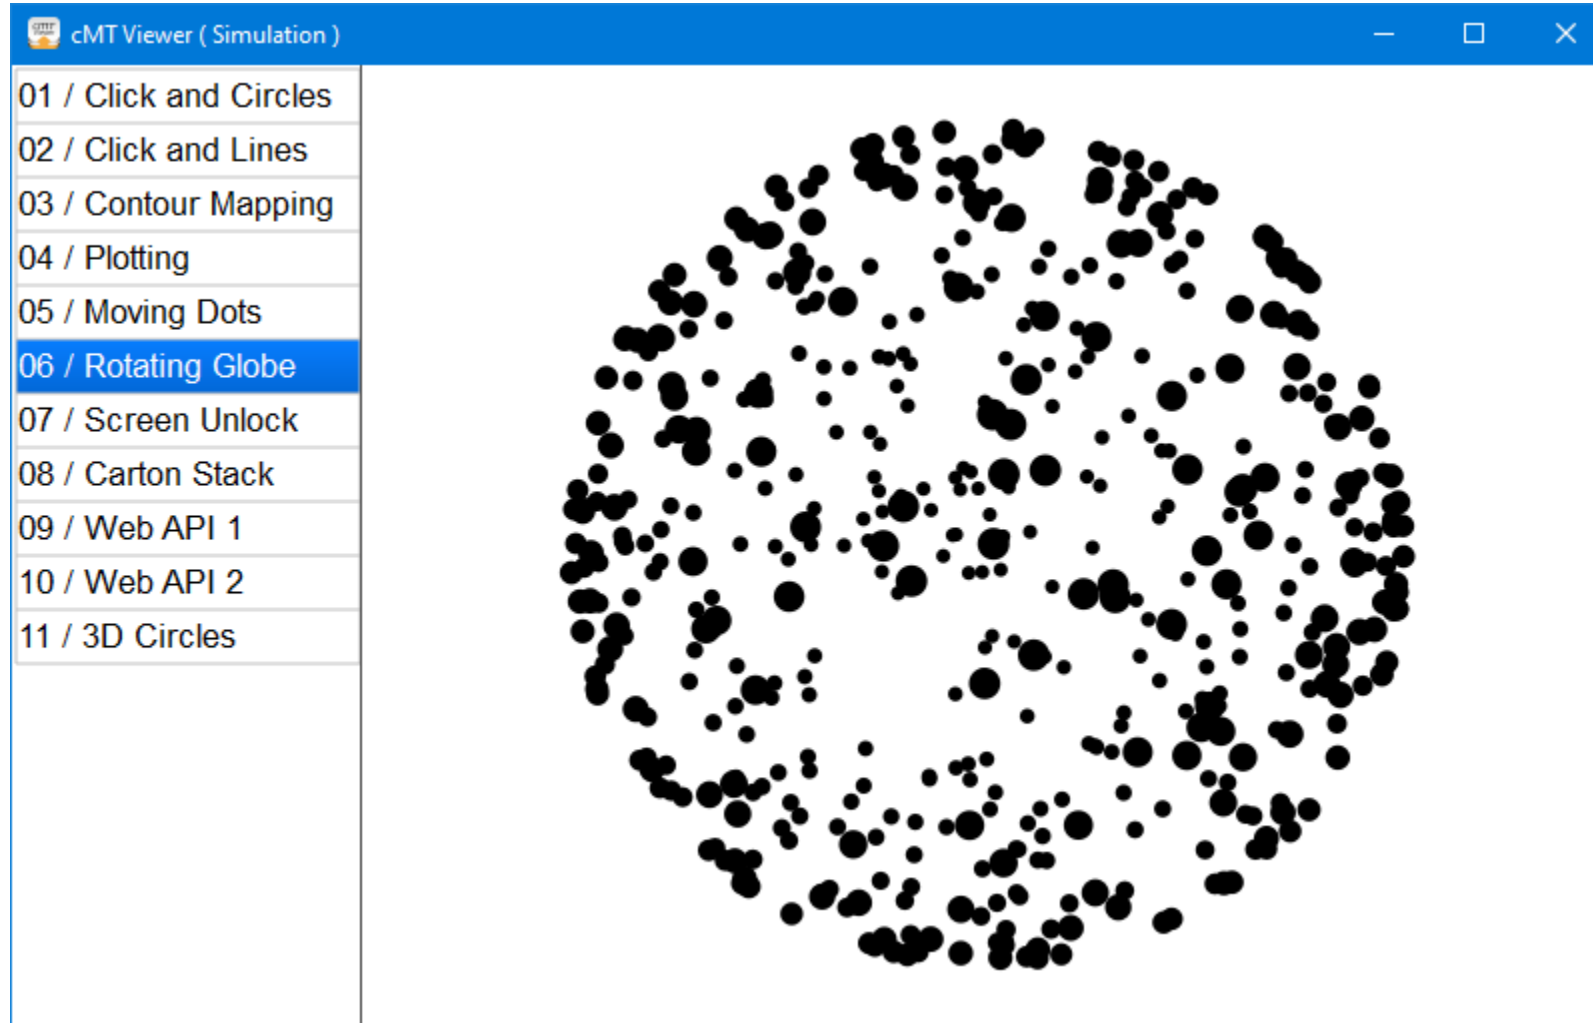 cMT Viewer ( Simulation )
01 / Click and Circles
02 / Click and Lines
03 / Contour Mapping
04 / Plotting
05 / Moving Dots
06 / Rotating Globe
07 / Screen Unlock
08 / Carton Stack
09 / Web API 1
10 / Web API 2
11 / 3D Circles